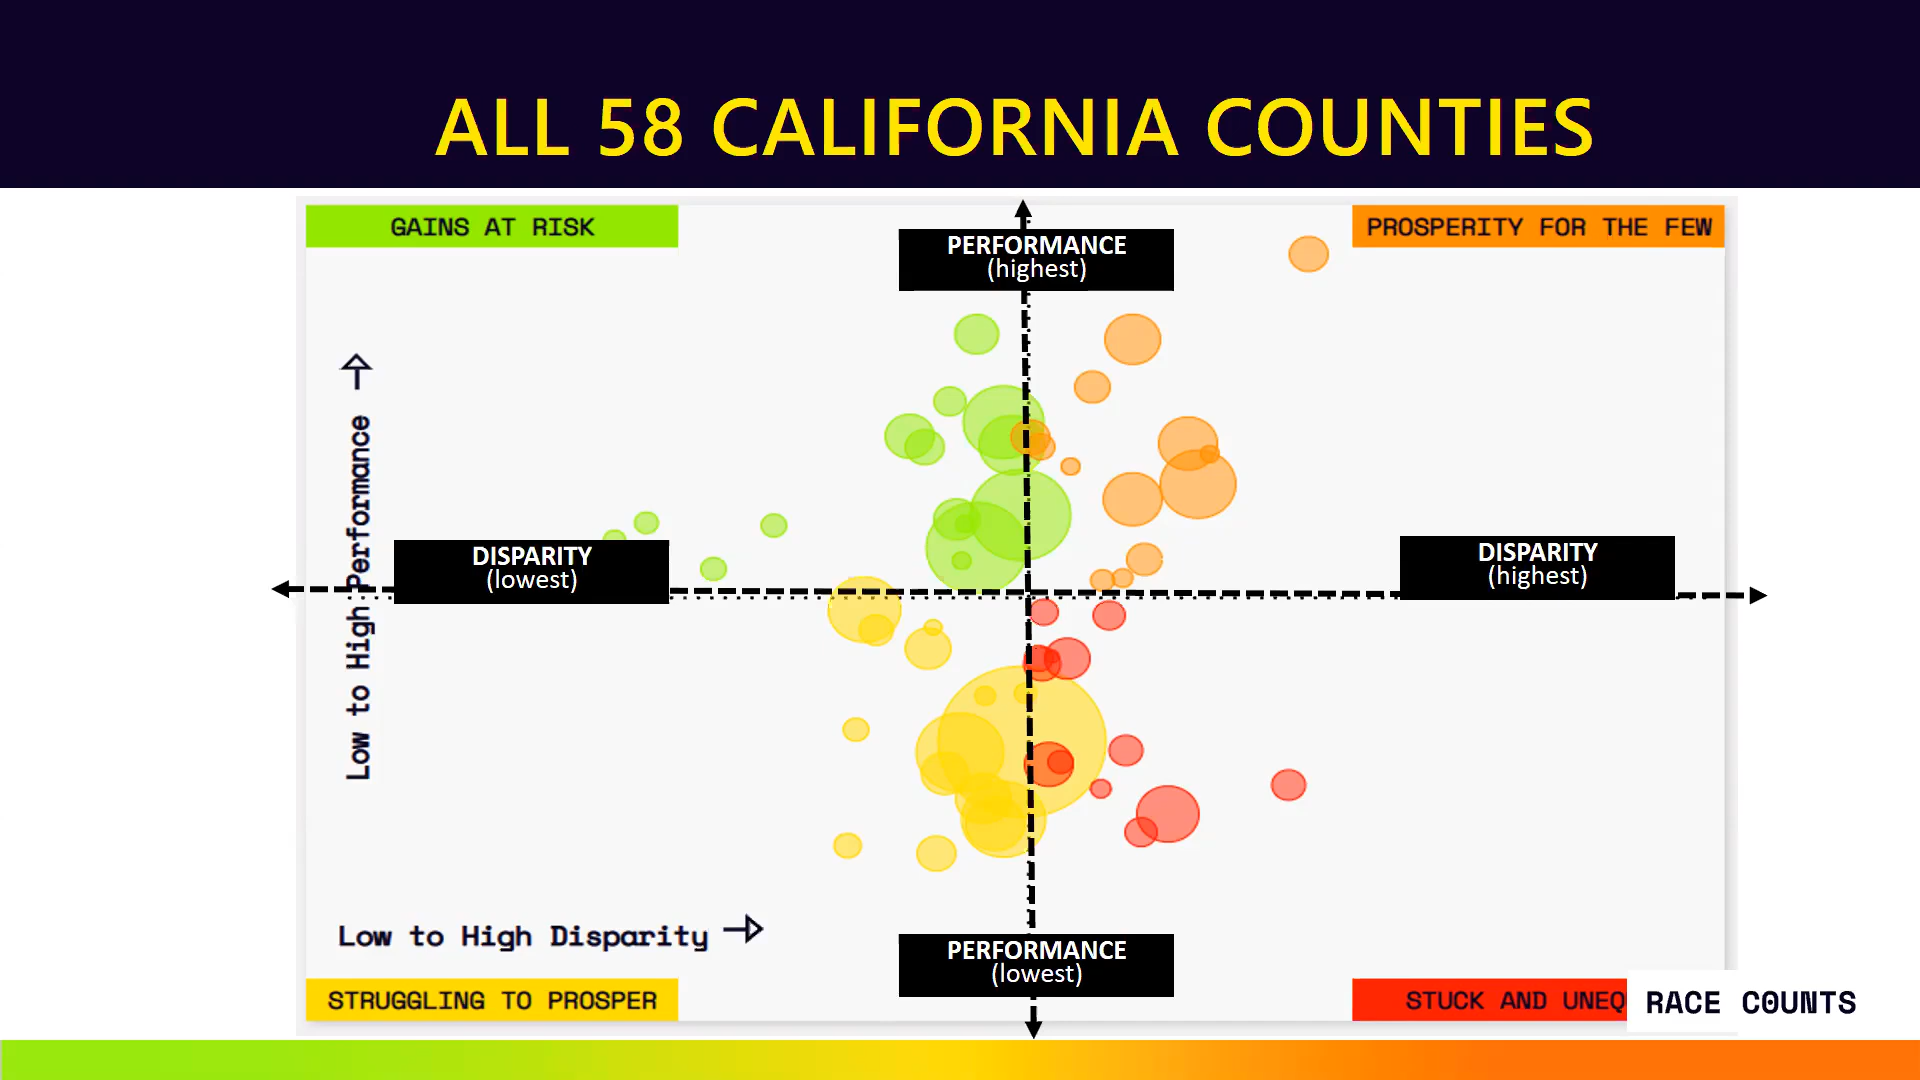 ALL 58 CALIFORNIA COUNTIES
GAINS AT RISK
PROSPERITY FOR THE FEW
PERFORMANCE
(highest)
Low to High Performance
DISPARITY
(lowest)
DISPARITY
(highest)
Low to High Disparity
PERFORMANCE
(lowest)
STRUGGLING TO PROSPER
STUCK AND UNEQ
RACE COUNTS